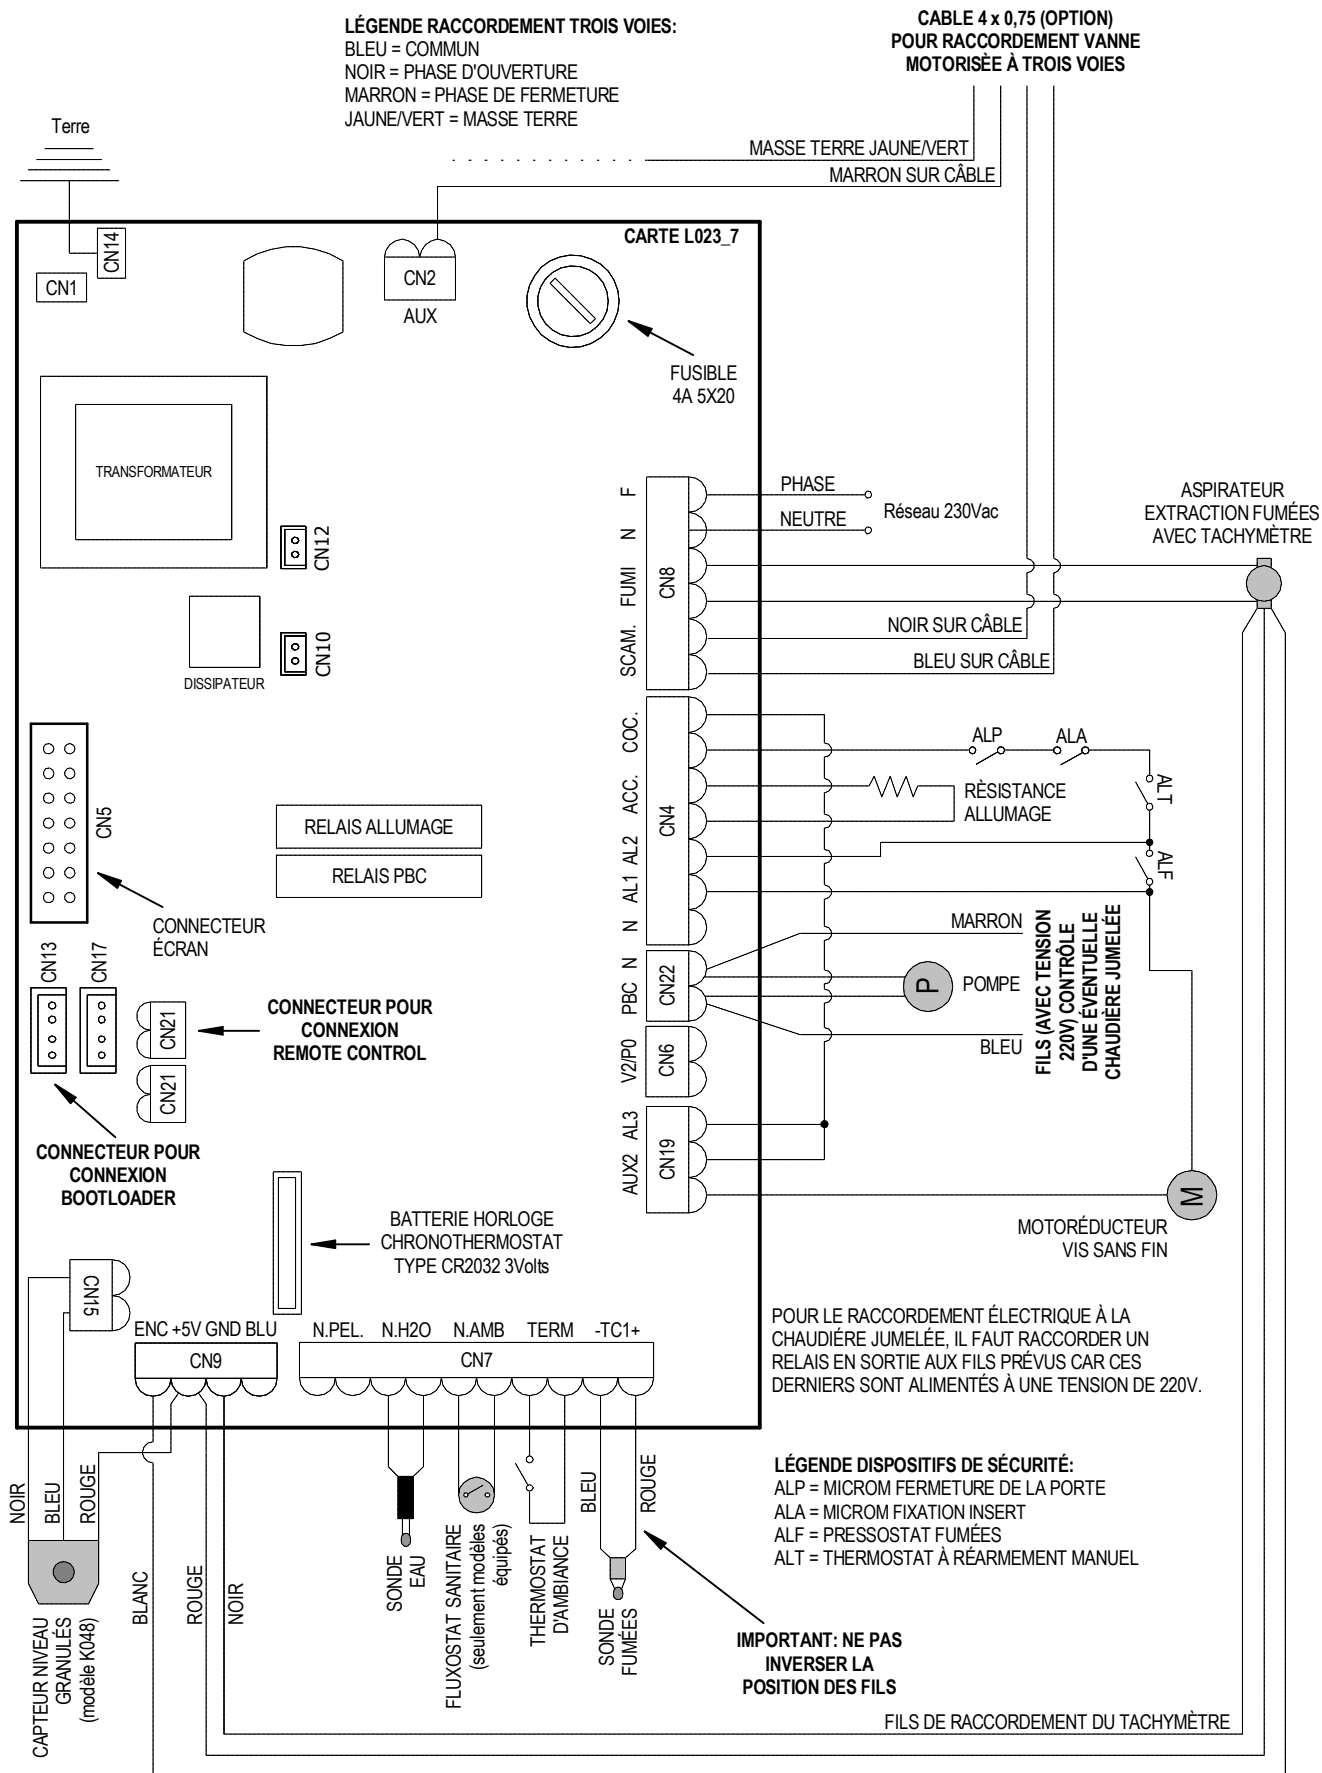 LÉGENDE RACCORDEMENT TROIS VOIES:
BLEU = COMMUN
NOIR = PHASE D'OUVERTURE
MARRON = PHASE DE FERMETURE
JAUNE/VERT = MASSE TERRE
CABLE 4 x 0,75 (OPTION)
POUR RACCORDEMENT VANNE
MOTORISÈE À TROIS VOIES
Terre
MASSE TERRE JAUNE/VERT
MARRON SUR CÂBLE
CARTE L023_7
CN14
CN1
CN2
AUX
FUSIBLE
4A 5X20
TRANSFORMATEUR
CN12
DISSIPATEUR
CN10
F
N
FUMI
SCAM.
CN8
PHASE
NEUTRE
Réseau 230Vac
ASPIRATEUR
EXTRACTION FUMÉES
AVEC TACHYMÈTRE
NOIR SUR CÂBLE
BLEU SUR CÂBLE
COC.
ACC.
AL2
AL1
N
CN4
ALP
ALA
ALT
ALF
RÈSISTANCE
ALLUMAGE
CN5
RELAIS ALLUMAGE
RELAIS PBC
CONNECTEUR
ÉCRAN
CN13
CN17
CN21
CN21
CONNECTEUR POUR
CONNEXION
REMOTE CONTROL
N
PBC
CN22
MARRON
P
POMPE
BLEU
FILS (AVEC TENSION
220V) CONTRÔLE
D'UNE ÉVENTUELLE
CHAUDIÈRE JUMELÉE
V2/P0
CN6
AL3
AUX2
CN19
CONNECTEUR POUR
CONNEXION
BOOTLOADER
M
MOTORÉDUCTEUR
VIS SANS FIN
BATTERIE HORLOGE
CHRONOTHERMOSTAT
TYPE CR2032 3Volts
CN15
ENC +5V GND BLU
CN9
N.PEL. N.H2O N.AMB TERM -TC1+
CN7
POUR LE RACCORDEMENT ÉLECTRIQUE À LA
CHAUDIÉRE JUMELÉE, IL FAUT RACCORDER UN
RELAIS EN SORTIE AUX FILS PRÉVUS CAR CES
DERNIERS SONT ALIMENTÉS À UNE TENSION DE 220V.
LÉGENDE DISPOSITIFS DE SÉCURITÉ:
ALP = MICROM FERMETURE DE LA PORTE
ALA = MICROM FIXATION INSERT
ALF = PRESSOSTAT FUMÉES
ALT = THERMOSTAT À RÉARMEMENT MANUEL
NOIR
BLEU
ROUGE
CAPTEUR NIVEAU
GRANULÉS
(modèle K048)
BLANC
ROUGE
NOIR
SONDE
EAU
FLUXOSTAT SANITAIRE
(seulement modèles
équipés)
THERMOSTAT
D'AMBIANCE
BLEU
ROUGE
SONDE
FUMÉES
IMPORTANT: NE PAS
INVERSER LA
POSITION DES FILS
FILS DE RACCORDEMENT DU TACHYMÈTRE